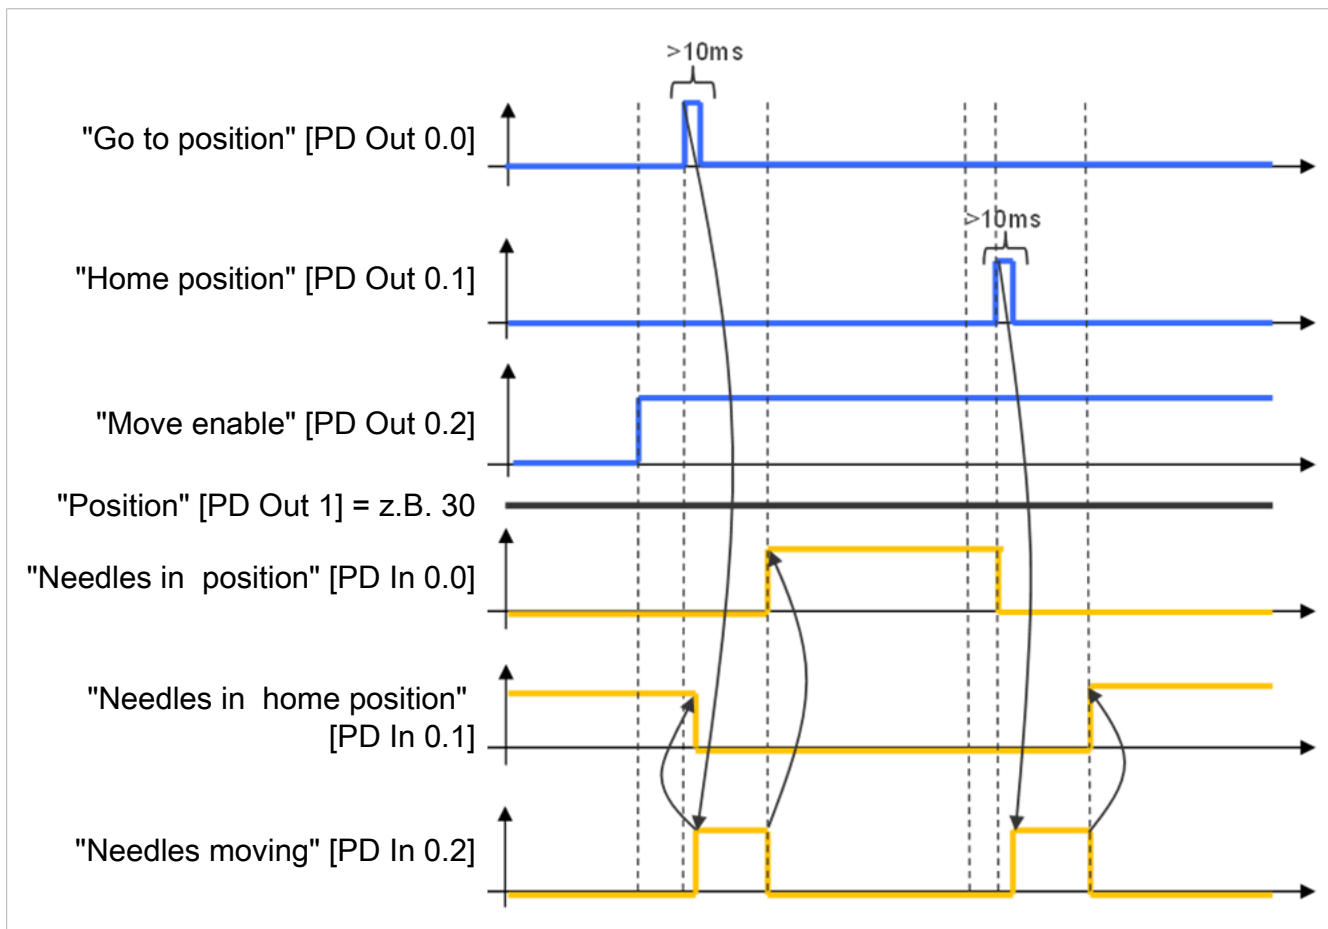 >10ms
"Go to position" [PD Out 0.0]
>10ms
"Home position" [PD Out 0.1]
"Move enable" [PD Out 0.2]
"Position" [PD Out 1] = z.B. 30
"Needles in  position" [PD In 0.0]
"Needles in  home position"
[PD In 0.1]
"Needles moving" [PD In 0.2]